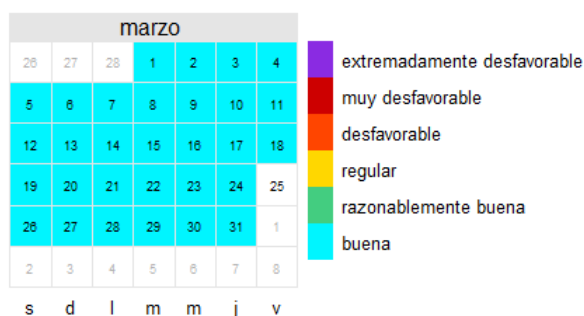 marzo
26 27 28 1 2 3 4
5 6 7 8 9 10 11
12 13 14 15 16 17 18
19 20 21 22 23 24 25
26 27 28 29 30 31 1
2 3 4 5 6 7 8
s d l m m j v
extremadamente desfavorable
muy desfavorable
desfavorable
regular
razonablemente buena
buena